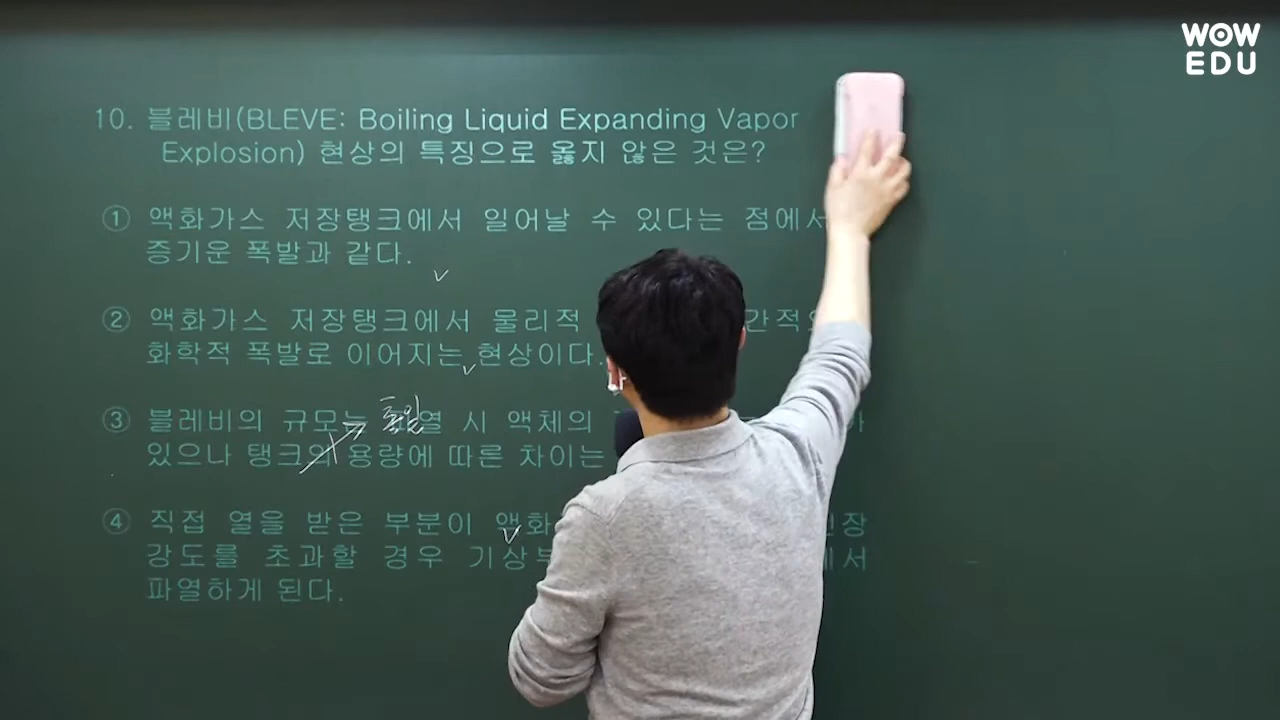 WOW
EDU
10. 블레비(BLEVE: Boiling Liquid Expanding Vapor
Explosion) 현상의 특징으로 옳지 않은 것은?
① 액화가스 저장탱크에서 일어날 수 있다는 점에서
증기운 폭발과 같다.
② 액화가스 저장탱크에서 물리적
화학적 폭발로 이어지는 현상이다.
③ 블레비의 규모는 시 액체의
있으나 탱크의 용량에 따른 차이는
④ 직접 열을 받은 부분이
강도를 초과할 경우
파열하게 된다.